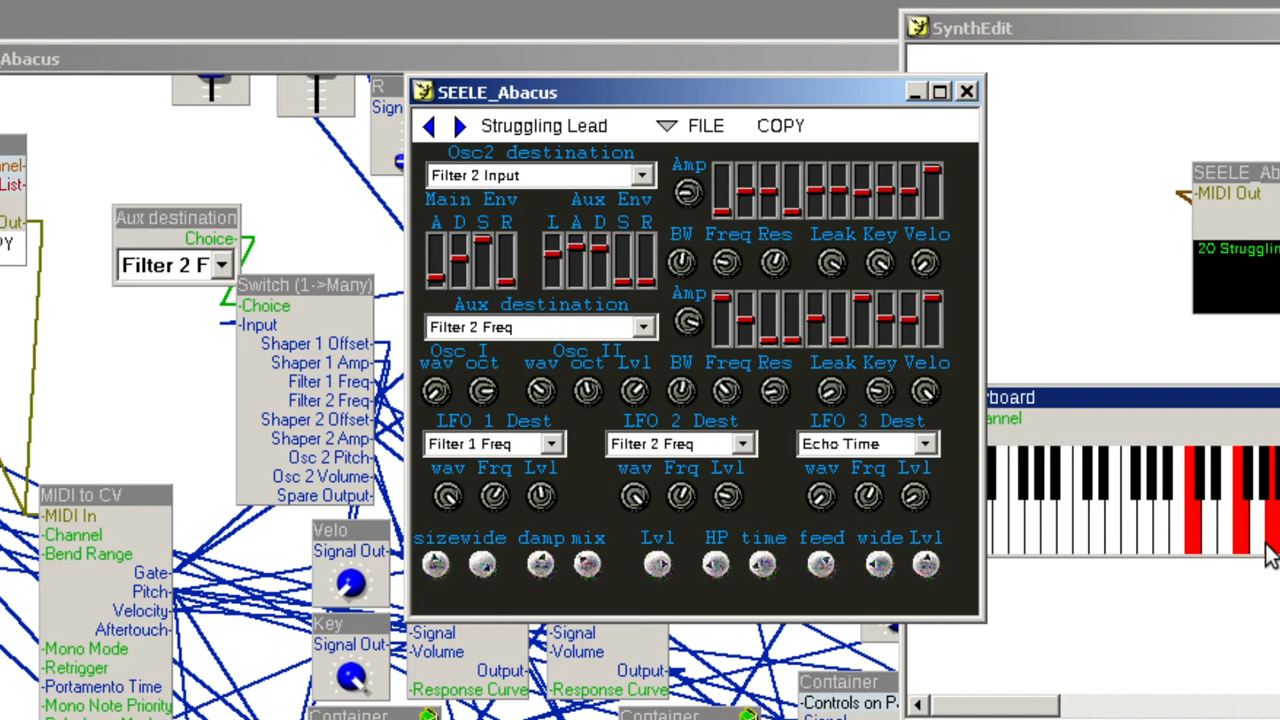 SynthEdit
Abacus
R
Signal
SEELE_Abacus
Struggling Lead
FILE
COPY
Osc2 destination
Filter 2 Input
Main Env
Aux Env
A D S R
L A D S R
Amp
BW Freq Res Leak Key Velo
Aux destination
Filter 2 Freq
Amp
Osc I
Osc II
wav oct
wav oct Lvl
BW Freq Res Leak Key Velo
LFO 1 Dest
LFO 2 Dest
LFO 3 Dest
Filter 1 Freq
Filter 2 Freq
Echo Time
wav Frq Lvl
wav Frq Lvl
wav Frq Lvl
size wide damp mix
Lvl HP time feed wide Lvl
Aux destination
Choice
Filter 2 F
Switch (1->Many)
Choice
Input
Shaper 1 Offset
Shaper 1 Amp
Filter 1 Freq
Filter 2 Freq
Shaper 2 Offset
Shaper 2 Amp
Osc 2 Pitch
Osc 2 Volume
Spare Output
MIDI to CV
MIDI In
Channel
Bend Range
Gate
Pitch
Velocity
Aftertouch
Mono Mode
Retrigger
Portamento Time
Mono Note Priority
Velo
Signal Out
Key
Signal Out
Container
Signal
Volume
Output
Response Curve
Signal
Volume
Output
Response Curve
Container
Container
Controls on P
Signal
SEELE_Ab
MIDI Out
20 Strugglin
board
annel